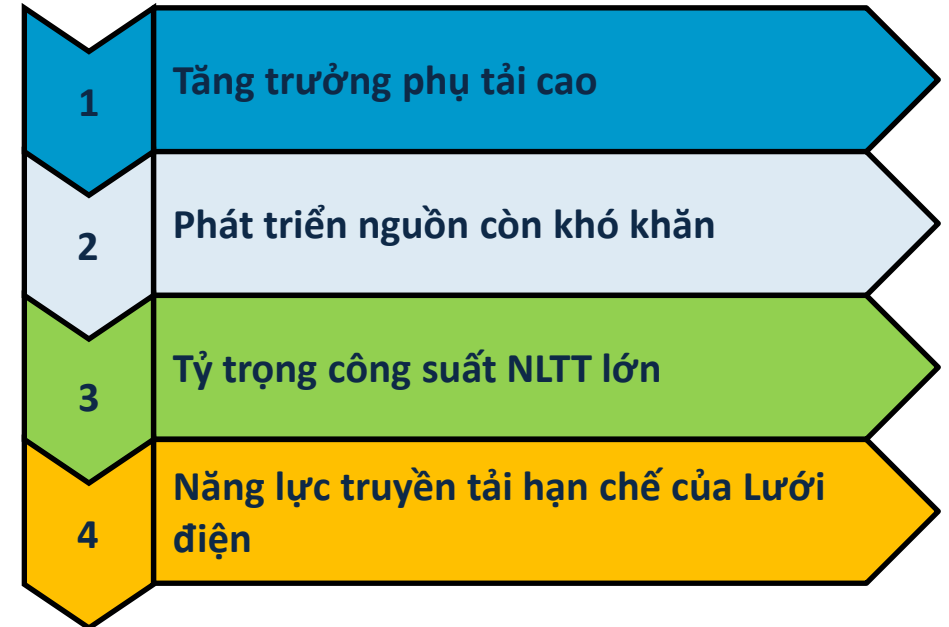 1
Tăng trưởng phụ tải cao
2
Phát triển nguồn còn khó khăn
3
Tỷ trọng công suất NLTT lớn
4
Năng lực truyền tải hạn chế của Lưới
điện